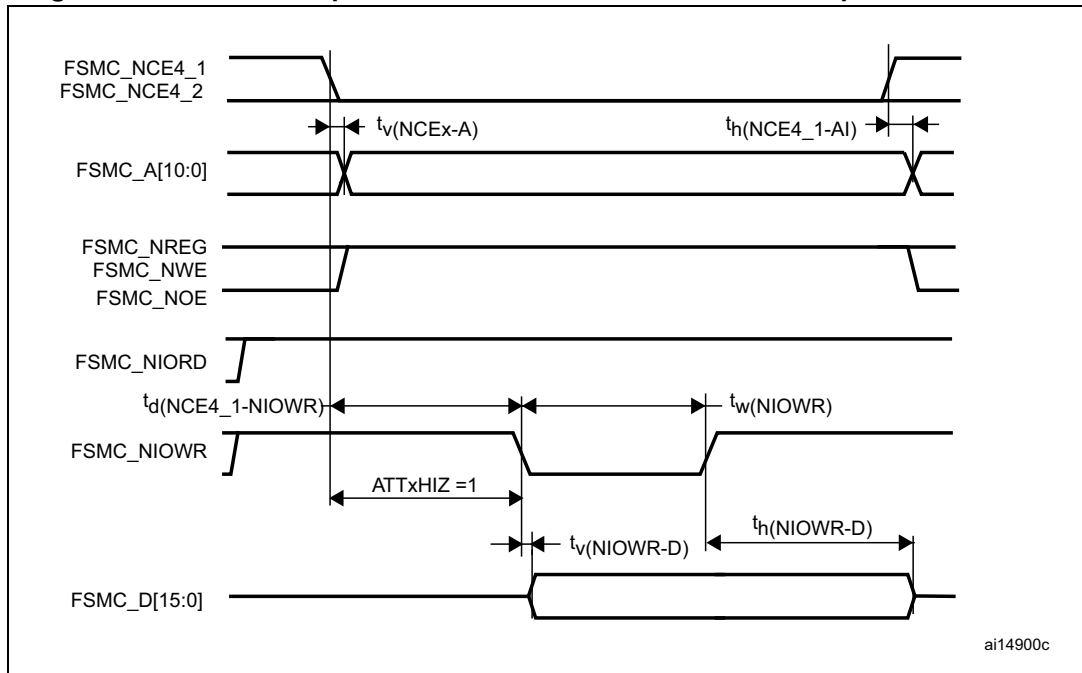 FSMC_NCE4_1
FSMC_NCE4_2
tv(NCEx-A)
th(NCE4_1-AI)
FSMC_A[10:0]
FSMC_NREG
FSMC_NWE
FSMC_NOE
FSMC_NIORD
td(NCE4_1-NIOWR)
tw(NIOWR)
FSMC_NIOWR
ATTxHIZ =1
th(NIOWR-D)
tv(NIOWR-D)
FSMC_D[15:0]
ai14900c